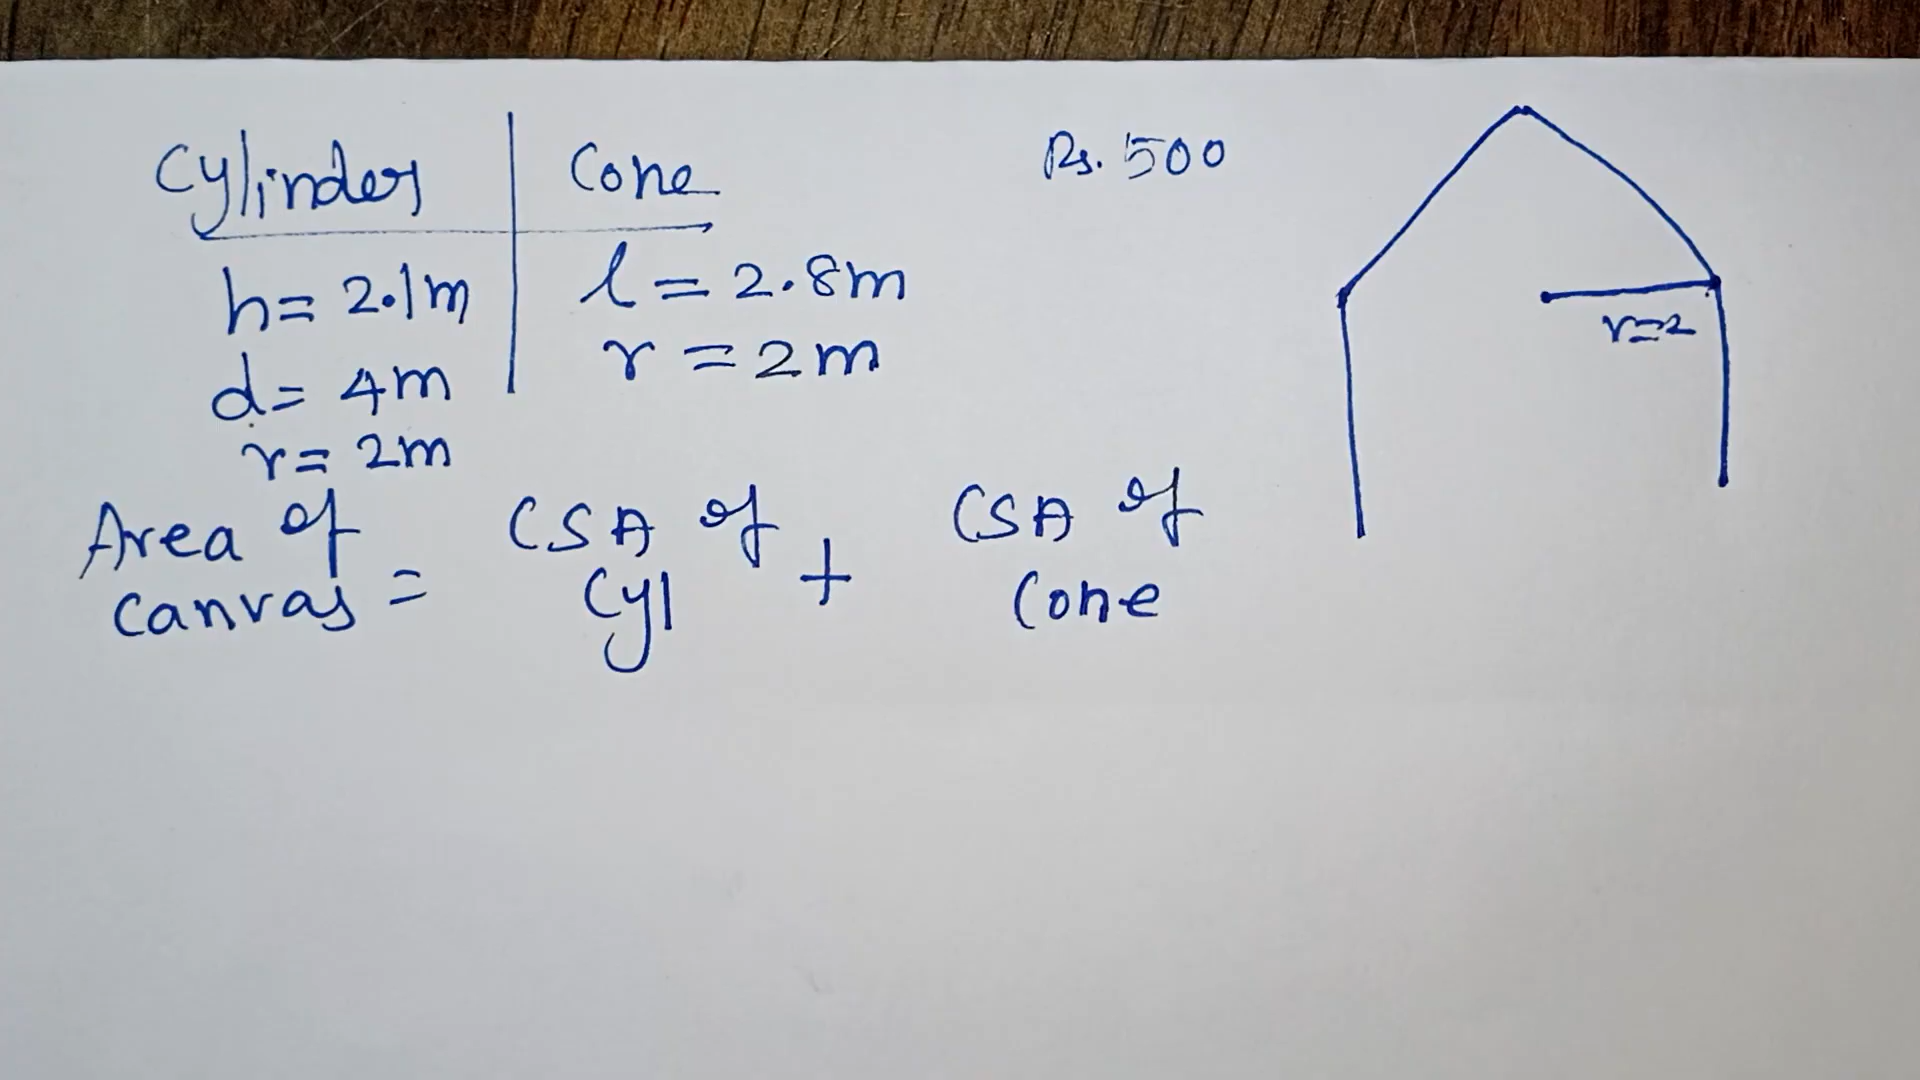 Cylinder Cone Rs. 500
h = 2.1m l = 2.8m
d = 4m r = 2m r=2
r = 2m
Area of CSA of CSA of
canvas = Cyl + Cone